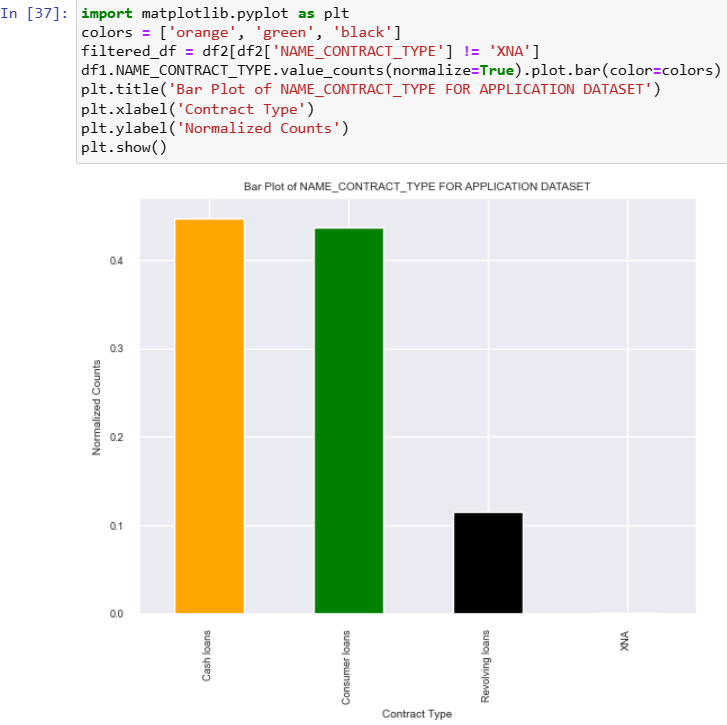 In [37]: import matplotlib.pyplot as plt
colors = ['orange', 'green', 'black']
filtered_df = df2[df2['NAME_CONTRACT_TYPE'] != 'XNA']
df1.NAME_CONTRACT_TYPE.value_counts(normalize=True).plot.bar(color=colors)
plt.title('Bar Plot of NAME_CONTRACT_TYPE FOR APPLICATION DATASET')
plt.xlabel('Contract Type')
plt.ylabel('Normalized Counts')
plt.show()
Bar Plot of NAME_CONTRACT_TYPE FOR APPLICATION DATASET
Normalized Counts
0.4
0.3
0.2
0.1
0.0
Cash loans
Consumer loans
Revolving loans
XNA
Contract Type